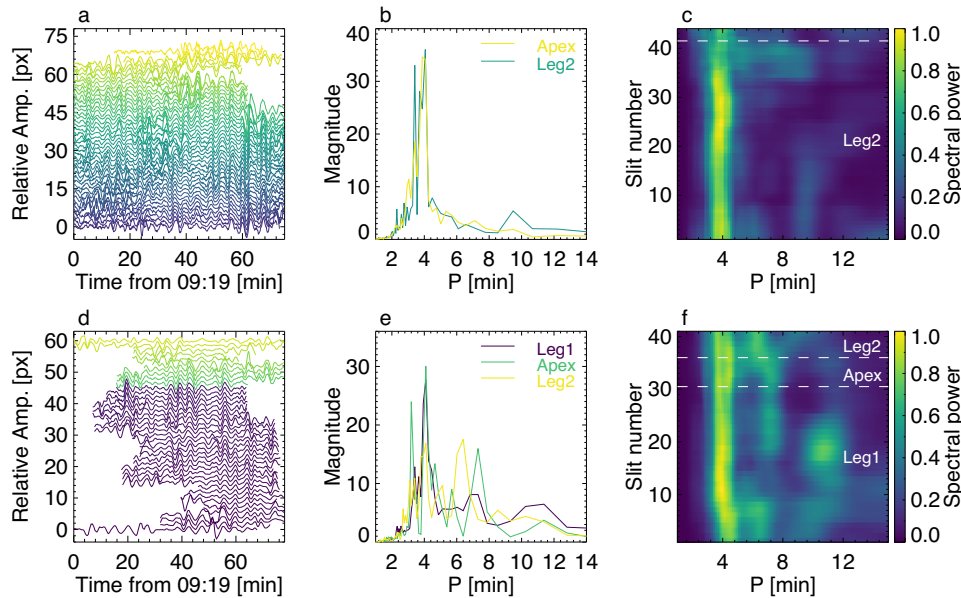 a
Relative Amp. [px]
75
60
45
30
15
0
0 20 40 60
Time from 09:19 [min]
b
Magnitude
40
30
20
10
0
2 4 6 8 10 12 14
P [min]
Apex
Leg2
c
Slit number
40
30
20
10
4 8 12
P [min]
Leg2
1.0
0.8
0.6
0.4
0.2
0.0
Spectral power
d
Relative Amp. [px]
60
50
40
30
20
10
0
0 20 40 60
Time from 09:19 [min]
e
Magnitude
30
20
10
0
2 4 6 8 10 12 14
P [min]
Leg1
Apex
Leg2
f
Slit number
40
30
20
10
4 8 12
P [min]
Leg2
Apex
Leg1
1.0
0.8
0.6
0.4
0.2
0.0
Spectral power